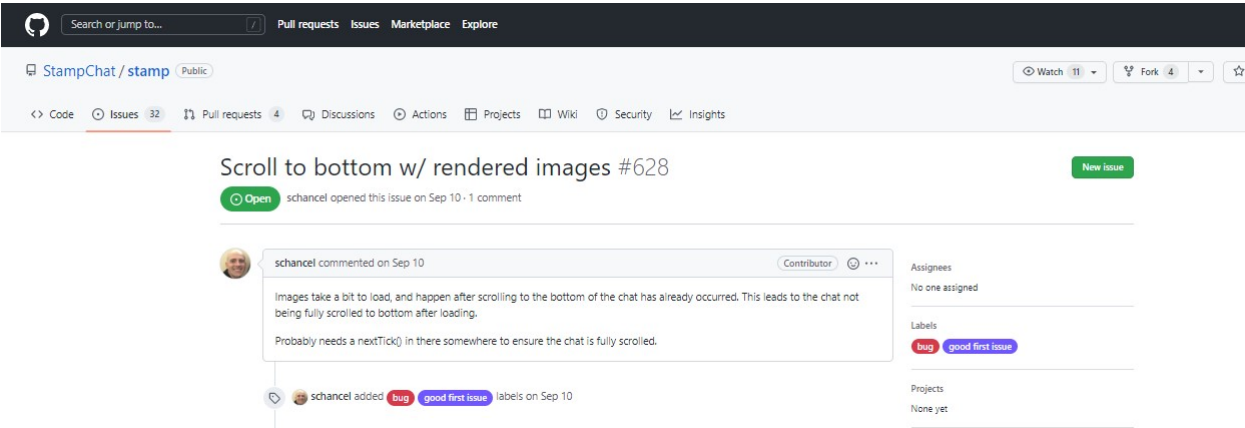 Search or jump to... / Pull requests Issues Marketplace Explore
StampChat / stamp Public Watch 11 Fork 4
Code Issues 32 Pull requests 4 Discussions Actions Projects Wiki Security Insights
Scroll to bottom w/ rendered images #628 New issue
Open schancel opened this issue on Sep 10 · 1 comment
schancel commented on Sep 10 Contributor ...
Assignees
No one assigned
Images take a bit to load, and happen after scrolling to the bottom of the chat has already occurred. This leads to the chat not
being fully scrolled to bottom after loading.
Probably needs a nextTick() in there somewhere to ensure the chat is fully scrolled.
Labels
bug good first issue
schancel added bug good first issue labels on Sep 10
Projects
None yet